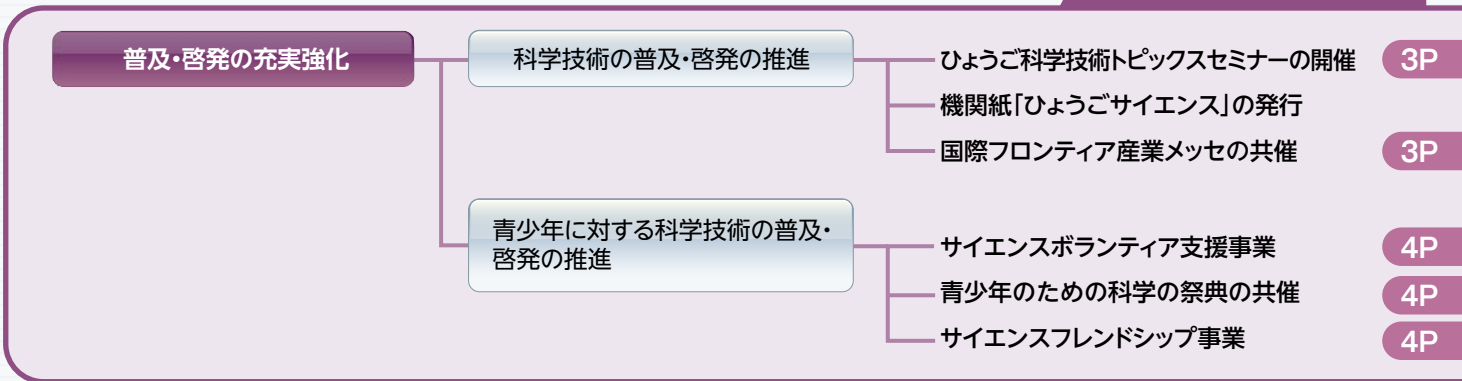 普及・啓発の充実強化
科学技術の普及・啓発の推進
ひょうご科学技術トピックスセミナーの開催 3P
機関紙「ひょうごサイエンス」の発行
国際フロンティア産業メッセの共催 3P
青少年に対する科学技術の普及・
啓発の推進
サイエンスボランティア支援事業 4P
青少年のための科学の祭典の共催 4P
サイエンスフレンドシップ事業 4P